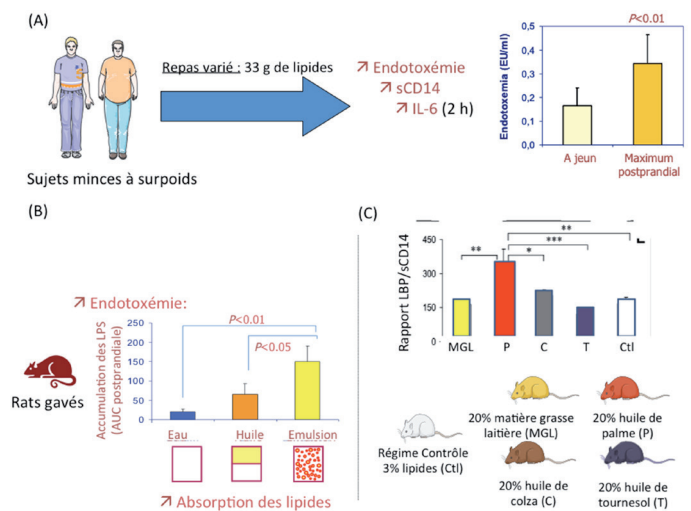 (A)
Repas varié : 33 g de lipides
↗ Endotoxémie
↗ sCD14
↗ IL-6 (2 h)
Sujets minces à surpoids
P<0.01
Endotoxemia (EU/ml)
0,5
0,4
0,3
0,2
0,1
0,0
A jeun
Maximum
postprandial
(B)
↗ Endotoxémie:
Rats gavés
Accumulation des LPS
(AUC postprandiale)
250
200
150
100
50
0
P<0.01
P<0.05
Eau
Huile
Emulsion
↗ Absorption des lipides
(C)
Rapport LBP/sCD14
450
300
150
0
**
***
**
*
MGL
P
C
T
Ctl
Régime Contrôle
3% lipides (Ctl)
20% matière grasse
laitière (MGL)
20% huile de
palme (P)
20% huile de
colza (C)
20% huile de
tournesol (T)